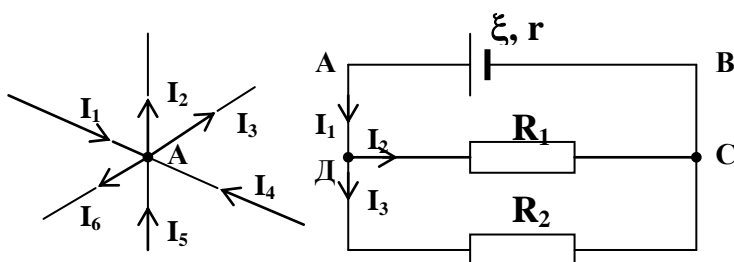 I₁
I₂
I₃
A
I₄
I₅
I₆
ξ, r
A
B
I₁
I₂
R₁
Д
C
I₃
R₂